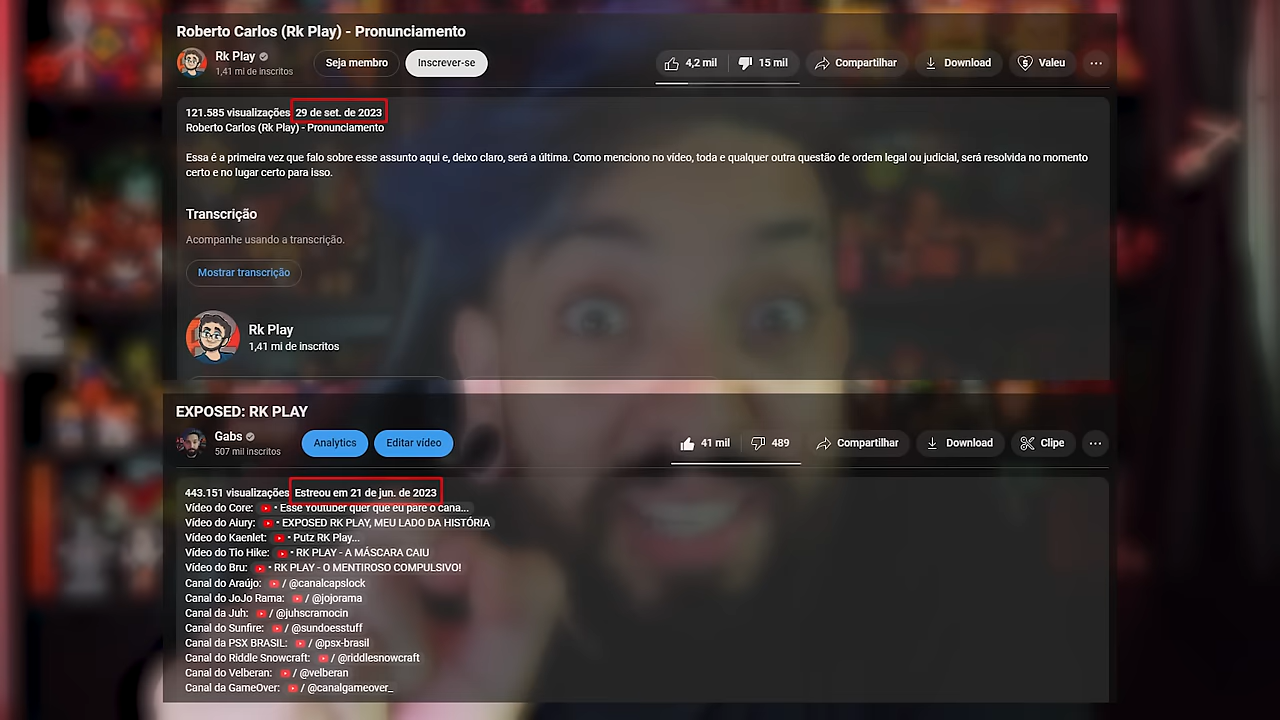 Roberto Carlos (Rk Play) - Pronunciamento
Rk Play
1,41 mi de inscritos
Seja membro
Inscrever-se
4,2 mil
15 mil
Compartilhar
Download
Valeu
121.585 visualizações 29 de set. de 2023
Roberto Carlos (Rk Play) - Pronunciamento
Essa é a primeira vez que falo sobre esse assunto aqui e, deixo claro, será a última. Como menciono no vídeo, toda e qualquer outra questão de ordem legal ou judicial, será resolvida no momento
certo e no lugar certo para isso.
Transcrição
Acompanhe usando a transcrição.
Mostrar transcrição
Rk Play
1,41 mi de inscritos
EXPOSED: RK PLAY
Gabs
507 mil inscritos
Analytics
Editar vídeo
41 mil
489
Compartilhar
Download
Clipe
443.151 visualizações Estreou em 21 de jun. de 2023
Vídeo do Core: • Esse Youtuber quer que eu pare o cana...
Vídeo do Aiury: • EXPOSED RK PLAY, MEU LADO DA HISTÓRIA
Vídeo do Kaenlet: • Putz RK Play...
Vídeo do Tio Hike: • RK PLAY - A MÁSCARA CAIU
Vídeo do Bru: • RK PLAY - O MENTIROSO COMPULSIVO!
Canal do Araújo: / @canalcapslock
Canal do JoJo Rama: / @jojorama
Canal da Juh: / @juhscramocin
Canal do Sunfire: / @sundoesstuff
Canal da PSX BRASIL: / @psx-brasil
Canal do Riddle Snowcraft: / @riddlesnowcraft
Canal do Velberan: / @velberan
Canal da GameOver: / @canalgameover_